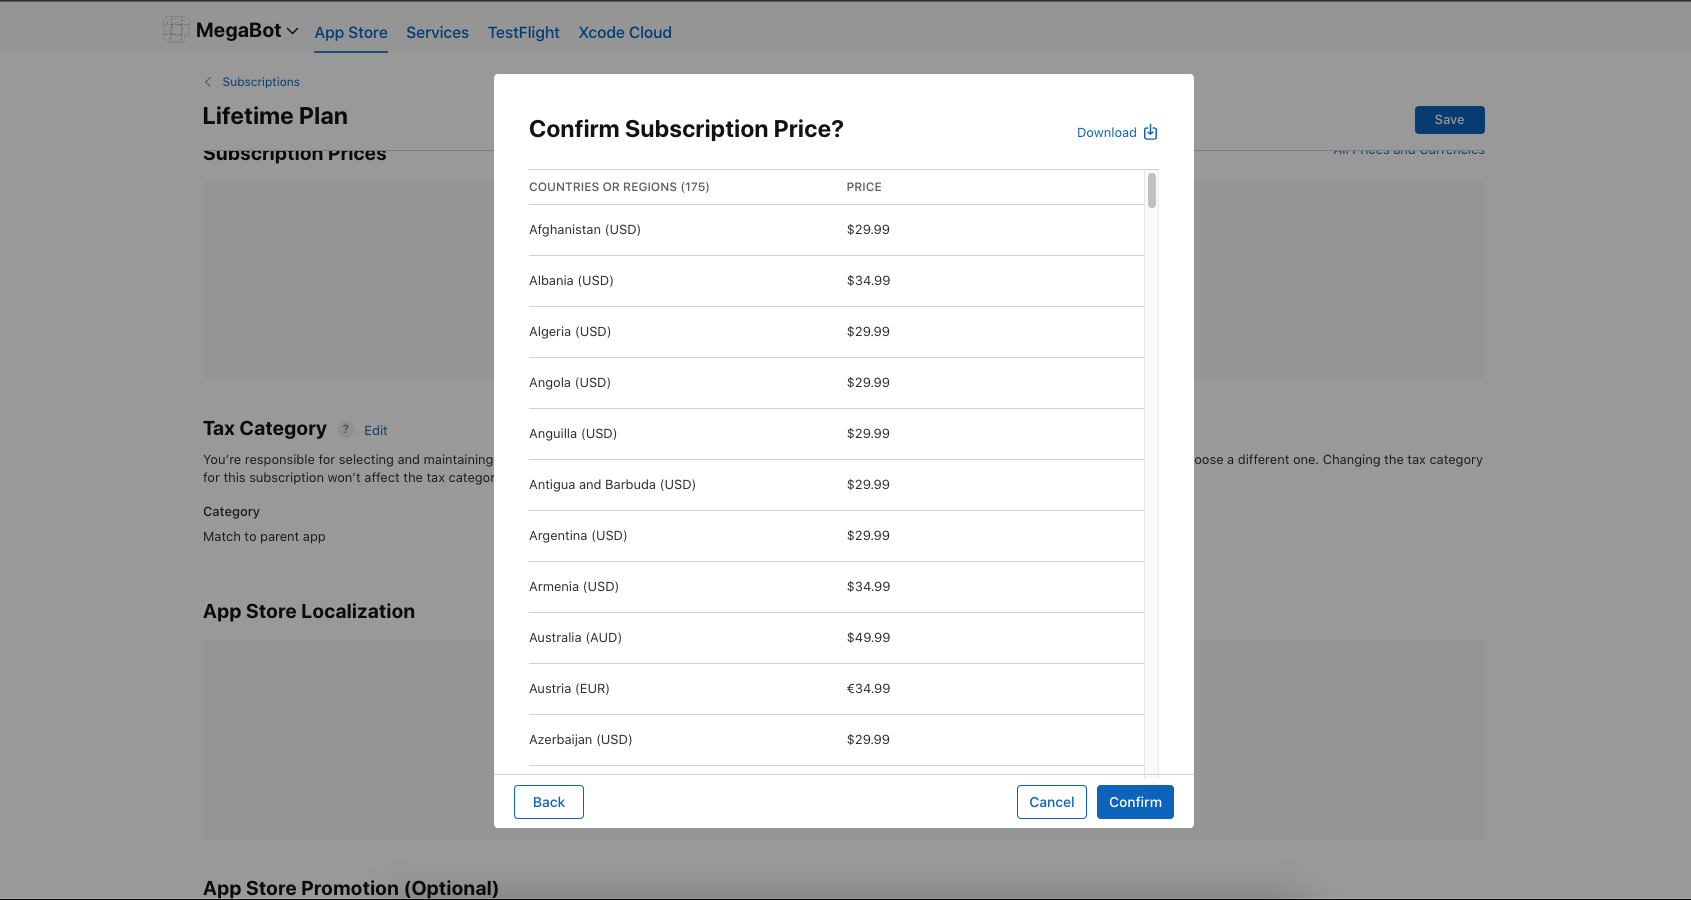 MegaBot
App Store Services TestFlight Xcode Cloud
Subscriptions
Lifetime Plan
Save
Subscription Prices
All Prices and Currencies
Confirm Subscription Price?
Download
COUNTRIES OR REGIONS (175) PRICE
Afghanistan (USD) $29.99
Albania (USD) $34.99
Algeria (USD) $29.99
Angola (USD) $29.99
Anguilla (USD) $29.99
Antigua and Barbuda (USD) $29.99
Argentina (USD) $29.99
Armenia (USD) $34.99
Australia (AUD) $49.99
Austria (EUR) €34.99
Azerbaijan (USD) $29.99
Back Cancel Confirm
Tax Category ? Edit
You’re responsible for selecting and maintaining
oose a different one. Changing the tax category
for this subscription won’t affect the tax categor
Category
Match to parent app
App Store Localization
App Store Promotion (Optional)